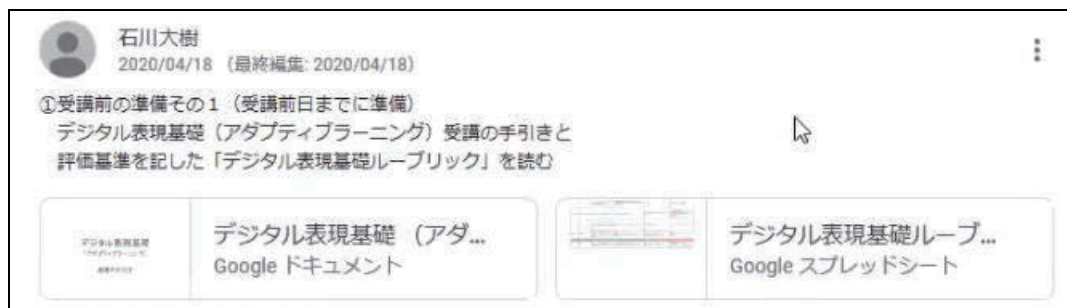 石川大樹
2020/04/18 （最終編集: 2020/04/18）
①受講前の準備その１（受講前日までに準備）
デジタル表現基礎（アダプティブラーニング）受講の手引きと
評価基準を記した「デジタル表現基礎ルーブリック」を読む
デジタル表現基礎 （アダ...
Google ドキュメント
デジタル表現基礎ルーブ...
Google スプレッドシート